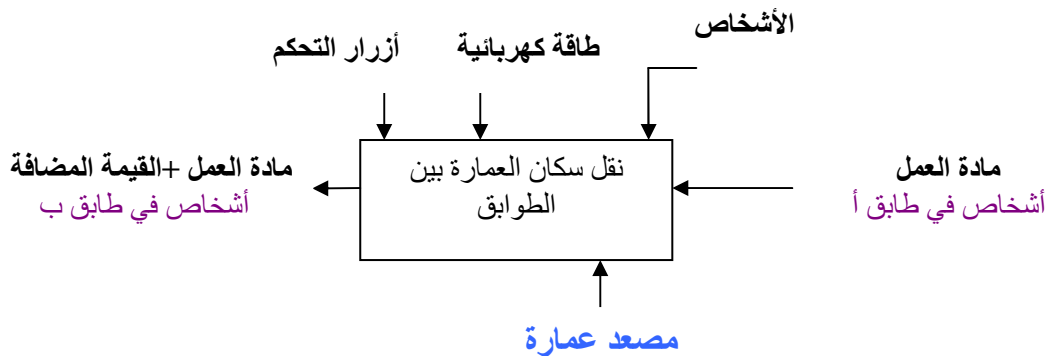 الأشخاص
طاقة كهربائية
أزرار التحكم
مادة العمل
أشخاص في طابق أ
نقل سكان العمارة بين
الطوابق
مادة العمل +القيمة المضافة
أشخاص في طابق ب
مصعد عمارة